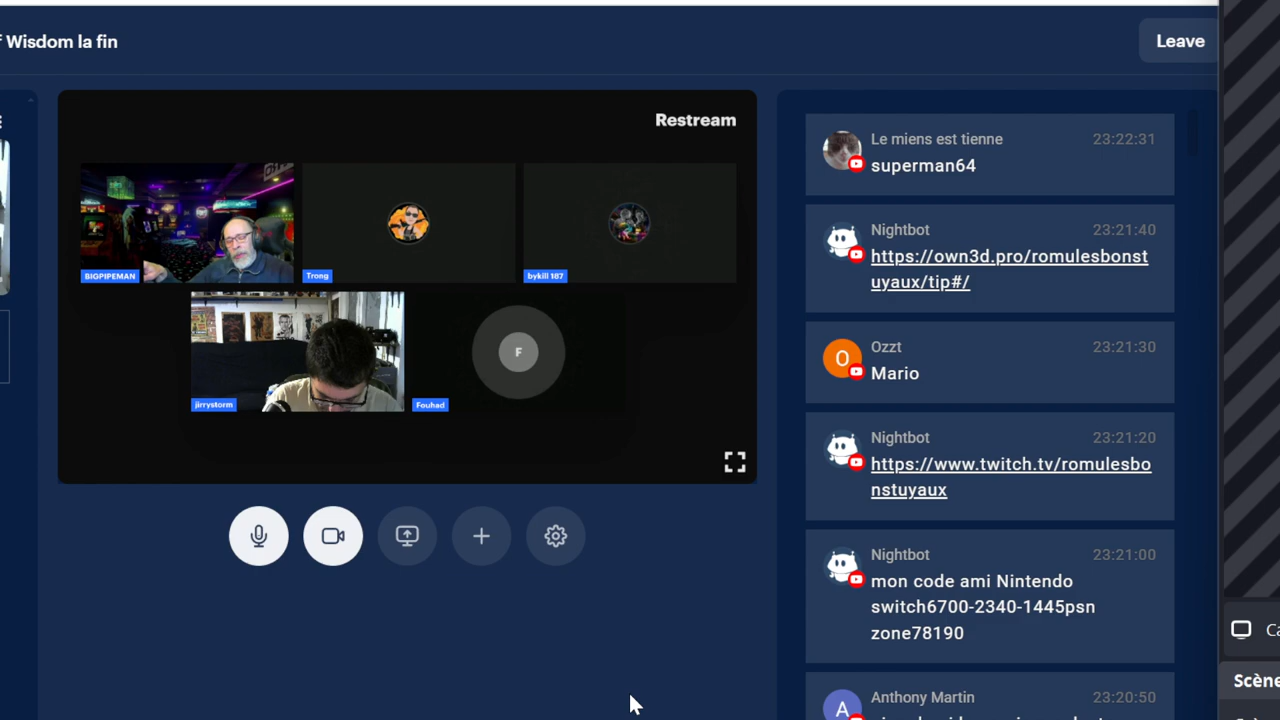 f Wisdom la fin
Leave
Restream
BIGPIPEMAN
Trong
bykill 187
jirrystorm
F
Fouhad
Le miens est tienne
23:22:31
superman64
Nightbot
23:21:40
https://own3d.pro/romulesbonst
uyaux/tip#/
O
Ozzt
23:21:30
Mario
Nightbot
23:21:20
https://www.twitch.tv/romulesbo
nstuyaux
Nightbot
23:21:00
mon code ami Nintendo
switch6700-2340-1445psn
zone78190
A
Anthony Martin
23:20:50
Ca
Scène